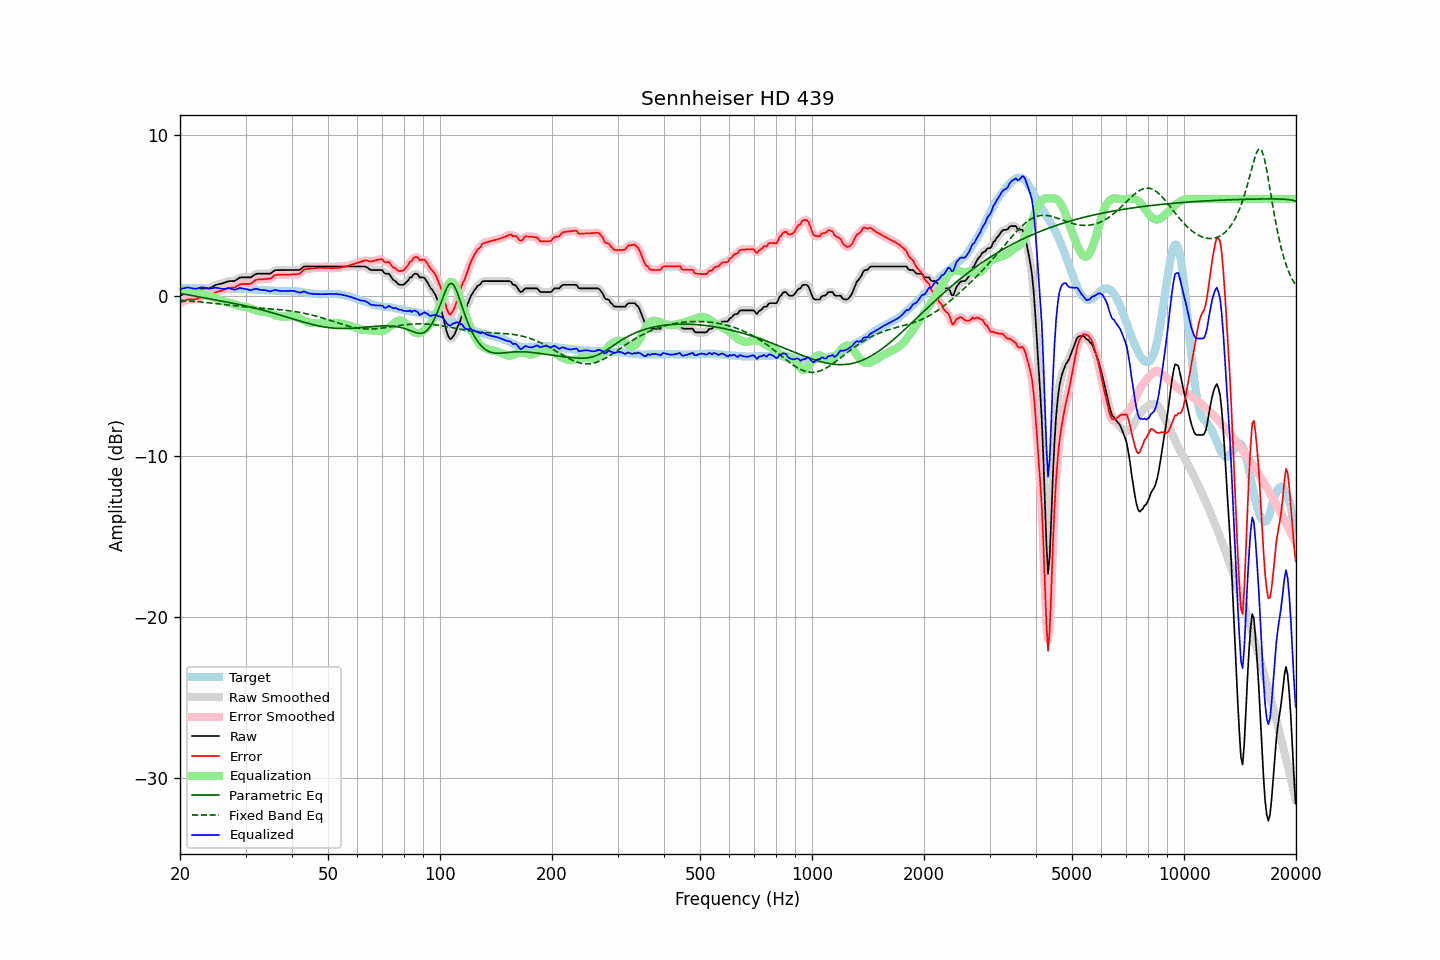 Sennheiser HD 439
Amplitude (dBr)
10
0
−10
−20
−30
Target
Raw Smoothed
Error Smoothed
Raw
Error
Equalization
Parametric Eq
Fixed Band Eq
Equalized
20 50 100 200 500 1000 2000 5000 10000 20000
Frequency (Hz)